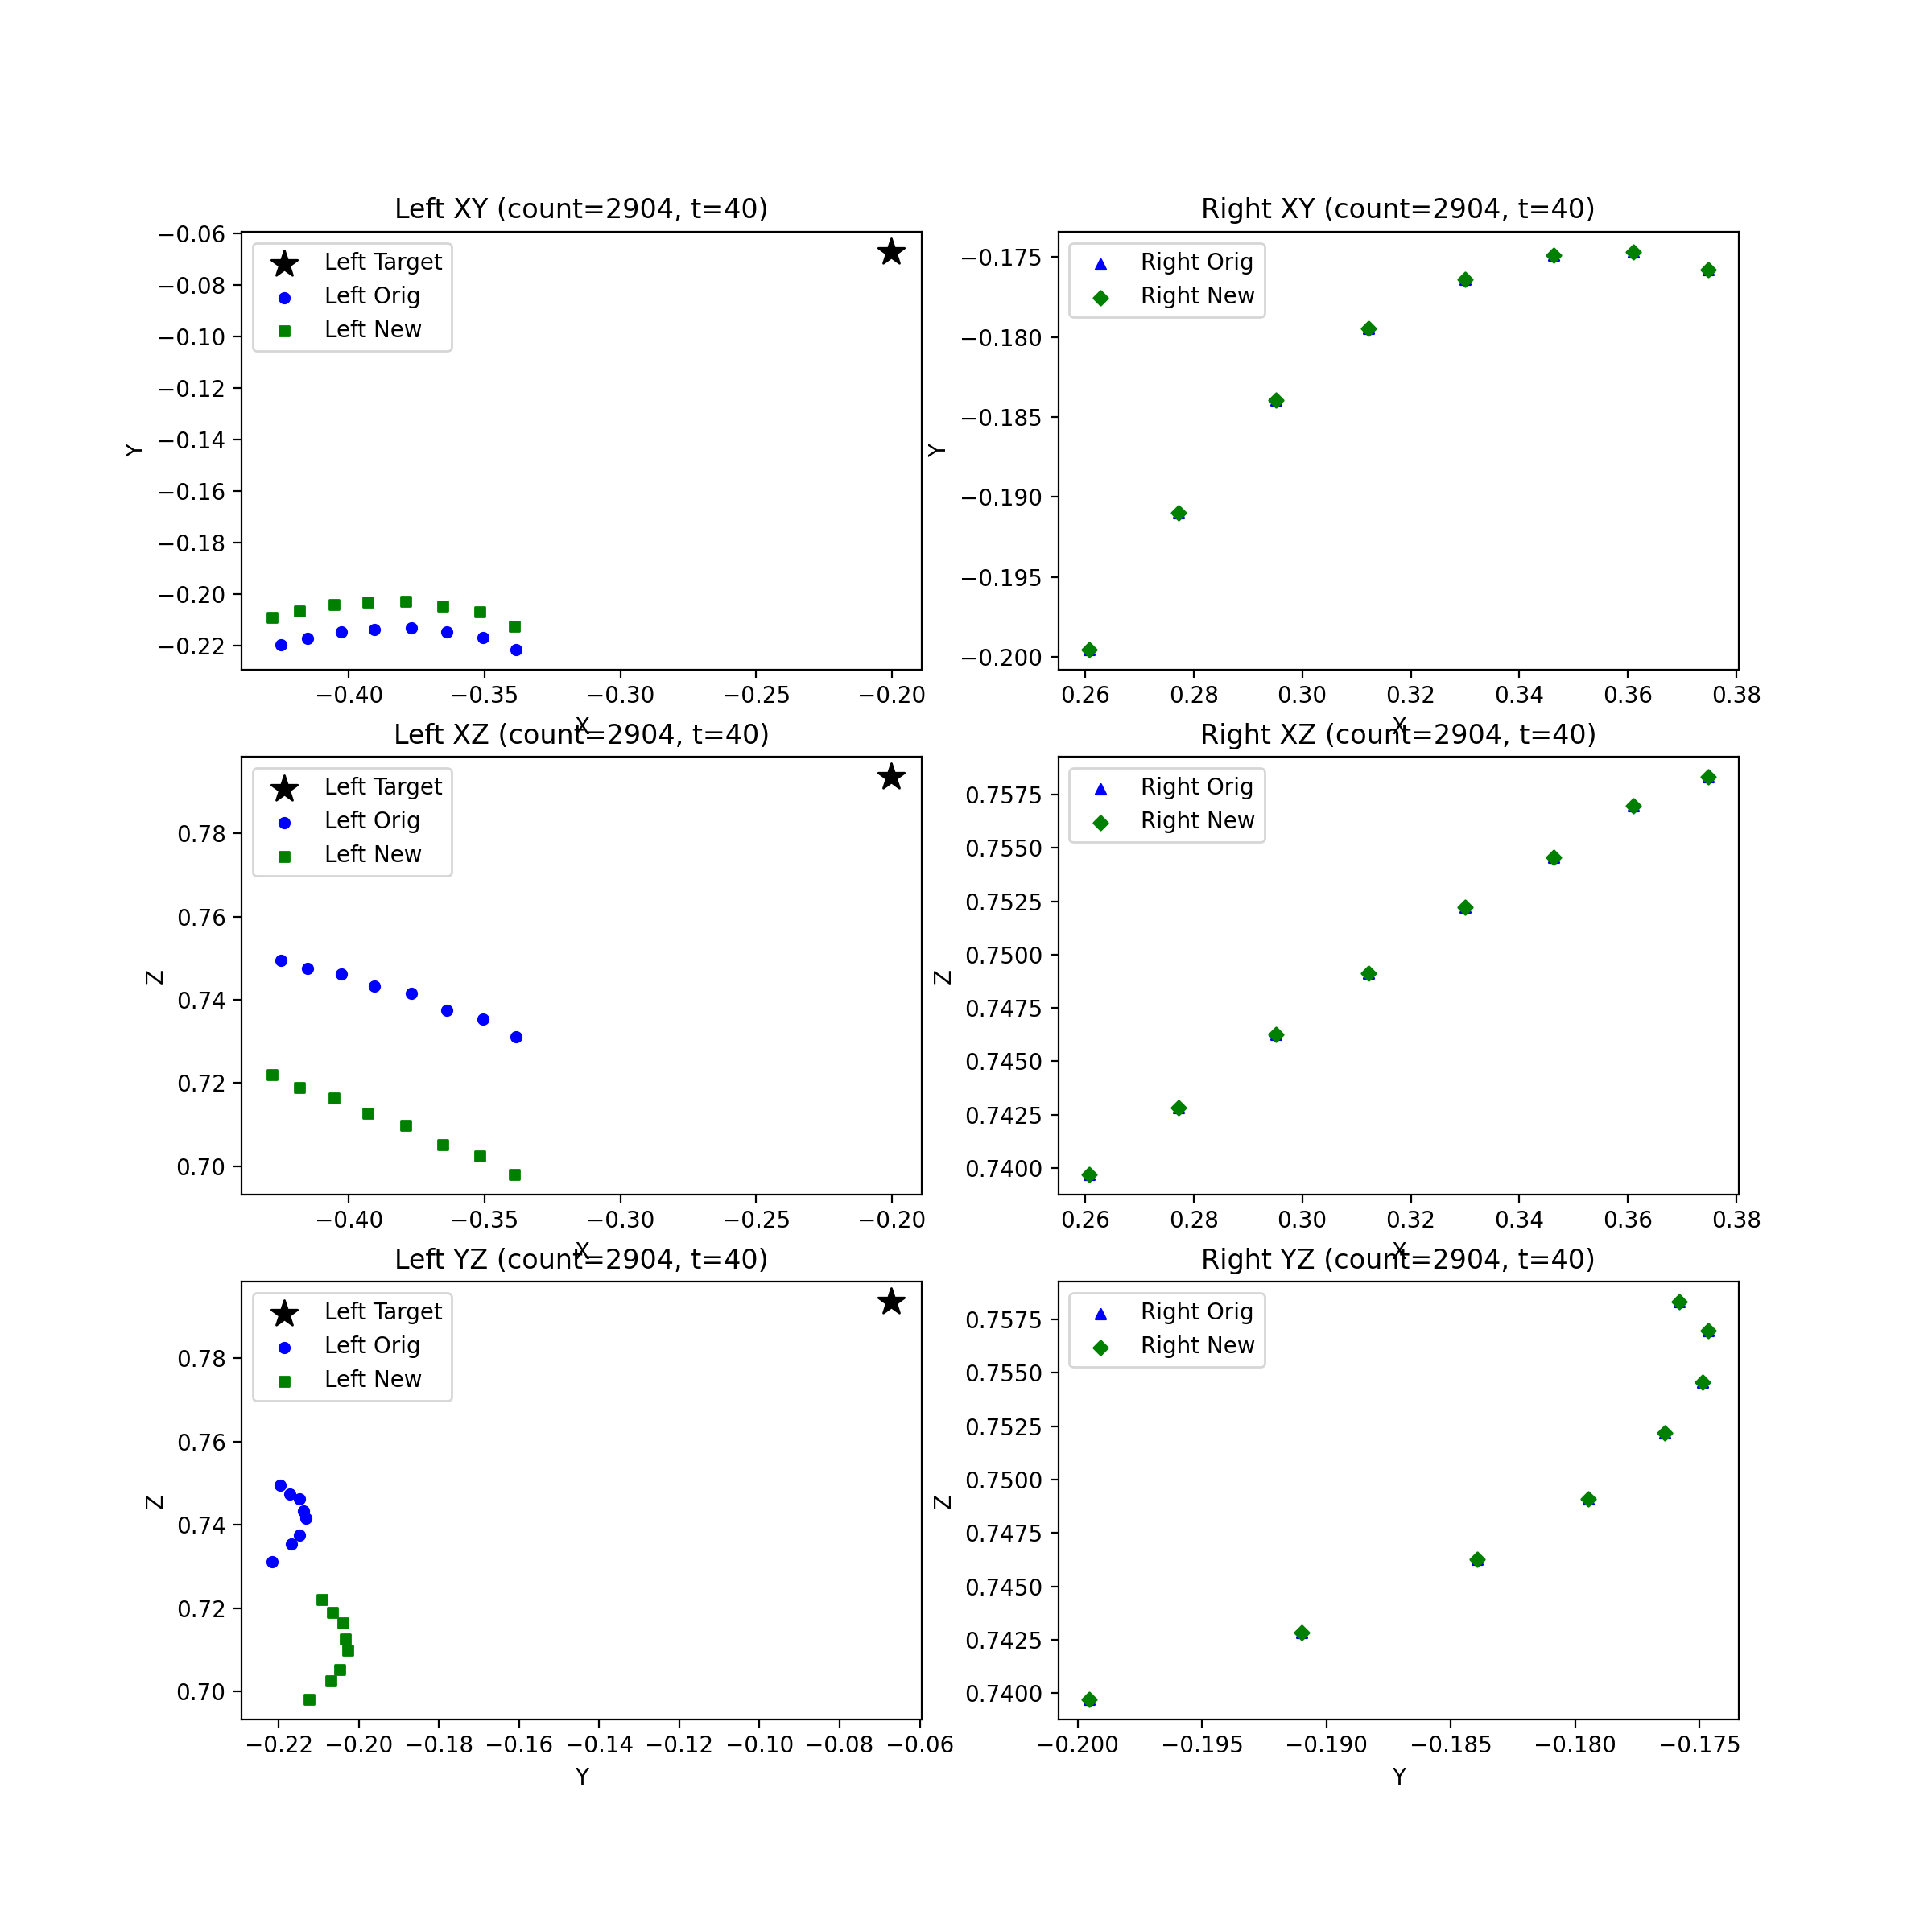 Left XY (count=2904, t=40)
Left Target
Left Orig
Left New
Y
−0.06
−0.08
−0.10
−0.12
−0.14
−0.16
−0.18
−0.20
−0.22
−0.40 −0.35 −0.30 −0.25 −0.20
X
Right XY (count=2904, t=40)
Right Orig
Right New
Y
−0.175
−0.180
−0.185
−0.190
−0.195
−0.200
0.26 0.28 0.30 0.32 0.34 0.36 0.38
X
Left XZ (count=2904, t=40)
Left Target
Left Orig
Left New
Z
0.78
0.76
0.74
0.72
0.70
−0.40 −0.35 −0.30 −0.25 −0.20
X
Right XZ (count=2904, t=40)
Right Orig
Right New
Z
0.7575
0.7550
0.7525
0.7500
0.7475
0.7450
0.7425
0.7400
0.26 0.28 0.30 0.32 0.34 0.36 0.38
X
Left YZ (count=2904, t=40)
Left Target
Left Orig
Left New
Z
0.78
0.76
0.74
0.72
0.70
−0.22 −0.20 −0.18 −0.16 −0.14 −0.12 −0.10 −0.08 −0.06
Y
Right YZ (count=2904, t=40)
Right Orig
Right New
Z
0.7575
0.7550
0.7525
0.7500
0.7475
0.7450
0.7425
0.7400
−0.200 −0.195 −0.190 −0.185 −0.180 −0.175
Y